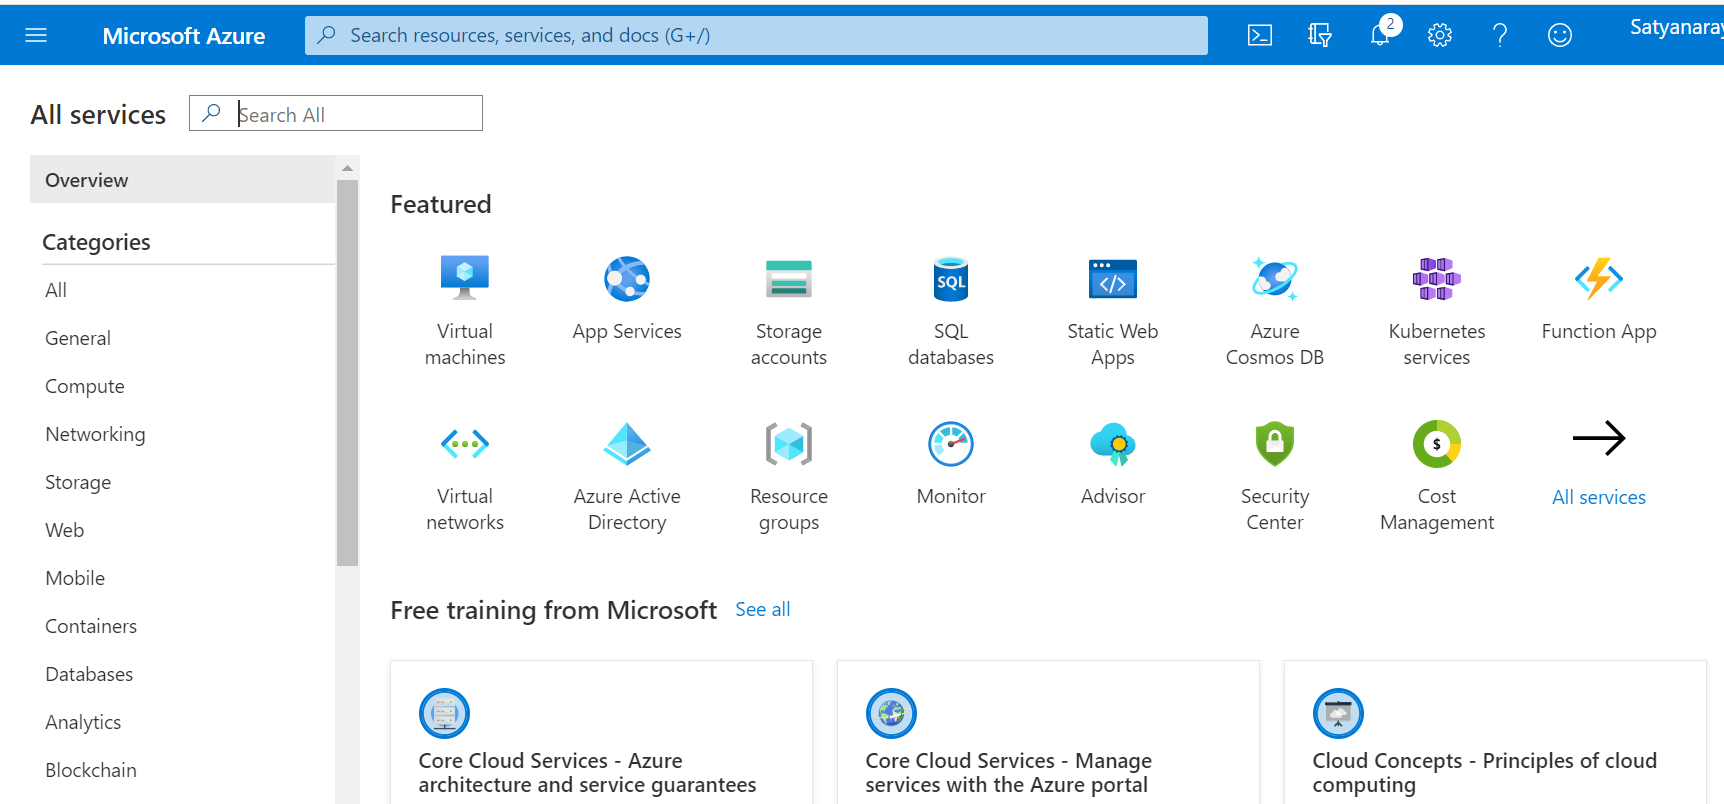 Microsoft Azure
Search resources, services, and docs (G+/)
2
Satyanaray
All services
Search All
Overview
Categories
All
General
Compute
Networking
Storage
Web
Mobile
Containers
Databases
Analytics
Blockchain
Featured
Virtual
machines
App Services
Storage
accounts
SQL
SQL
databases
Static Web
Apps
Azure
Cosmos DB
Kubernetes
services
Function App
Virtual
networks
Azure Active
Directory
Resource
groups
Monitor
Advisor
Security
Center
$
Cost
Management
All services
Free training from Microsoft See all
Core Cloud Services - Azure
architecture and service guarantees
Core Cloud Services - Manage
services with the Azure portal
Cloud Concepts - Principles of cloud
computing